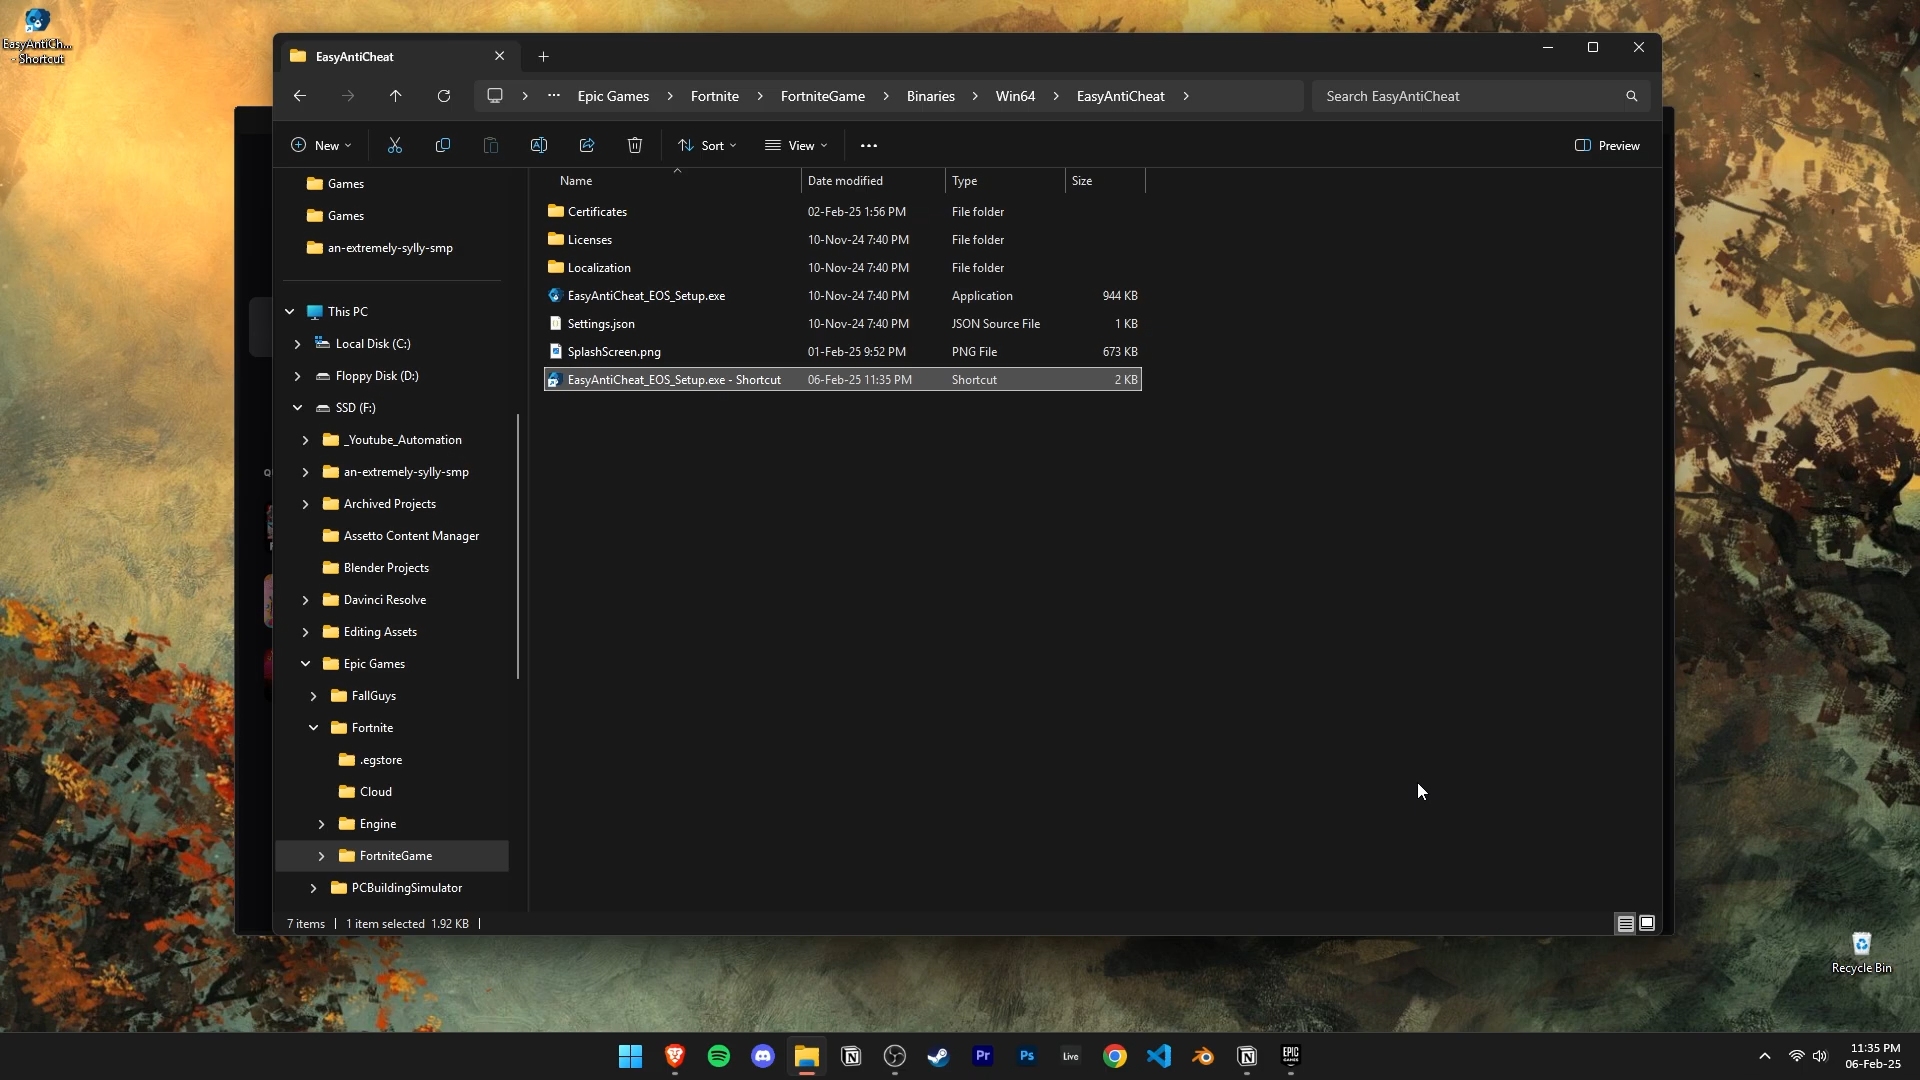 EasyAntiCh...
- Shortcut
EasyAntiCheat
Epic Games
Fortnite
FortniteGame
Binaries
Win64
EasyAntiCheat
Search EasyAntiCheat
New
Sort
View
Preview
Name
Date modified
Type
Size
Games
Games
an-extremely-sylly-smp
This PC
Local Disk (C:)
Floppy Disk (D:)
SSD (F:)
_Youtube_Automation
an-extremely-sylly-smp
Archived Projects
Assetto Content Manager
Blender Projects
Davinci Resolve
Editing Assets
Epic Games
FallGuys
Fortnite
.egstore
Cloud
Engine
FortniteGame
PCBuildingSimulator
Certificates 02-Feb-25 1:56 PM File folder
Licenses 10-Nov-24 7:40 PM File folder
Localization 10-Nov-24 7:40 PM File folder
EasyAntiCheat_EOS_Setup.exe 10-Nov-24 7:40 PM Application 944 KB
Settings.json 10-Nov-24 7:40 PM JSON Source File 1 KB
SplashScreen.png 01-Feb-25 9:52 PM PNG File 673 KB
EasyAntiCheat_EOS_Setup.exe - Shortcut 06-Feb-25 11:35 PM Shortcut 2 KB
7 items
1 item selected 1.92 KB
Recycle Bin
Pr
Ps
Live
EPIC
GAMES
11:35 PM
06-Feb-25